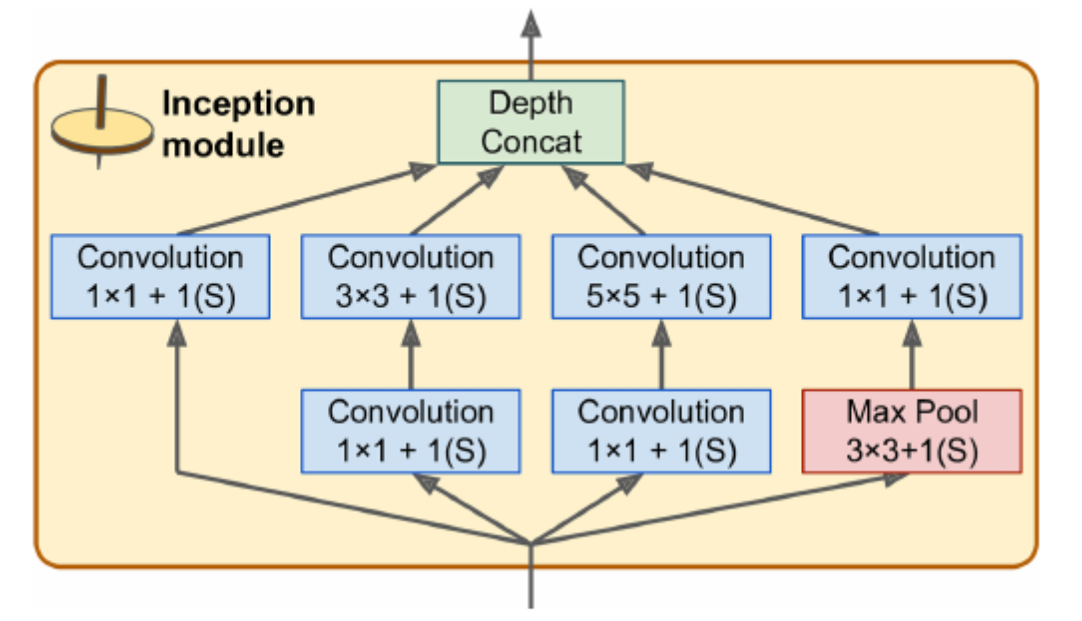 Inception
module
Depth
Concat
Convolution
1×1 + 1(S)
Convolution
3×3 + 1(S)
Convolution
5×5 + 1(S)
Convolution
1×1 + 1(S)
Convolution
1×1 + 1(S)
Convolution
1×1 + 1(S)
Max Pool
3×3+1(S)